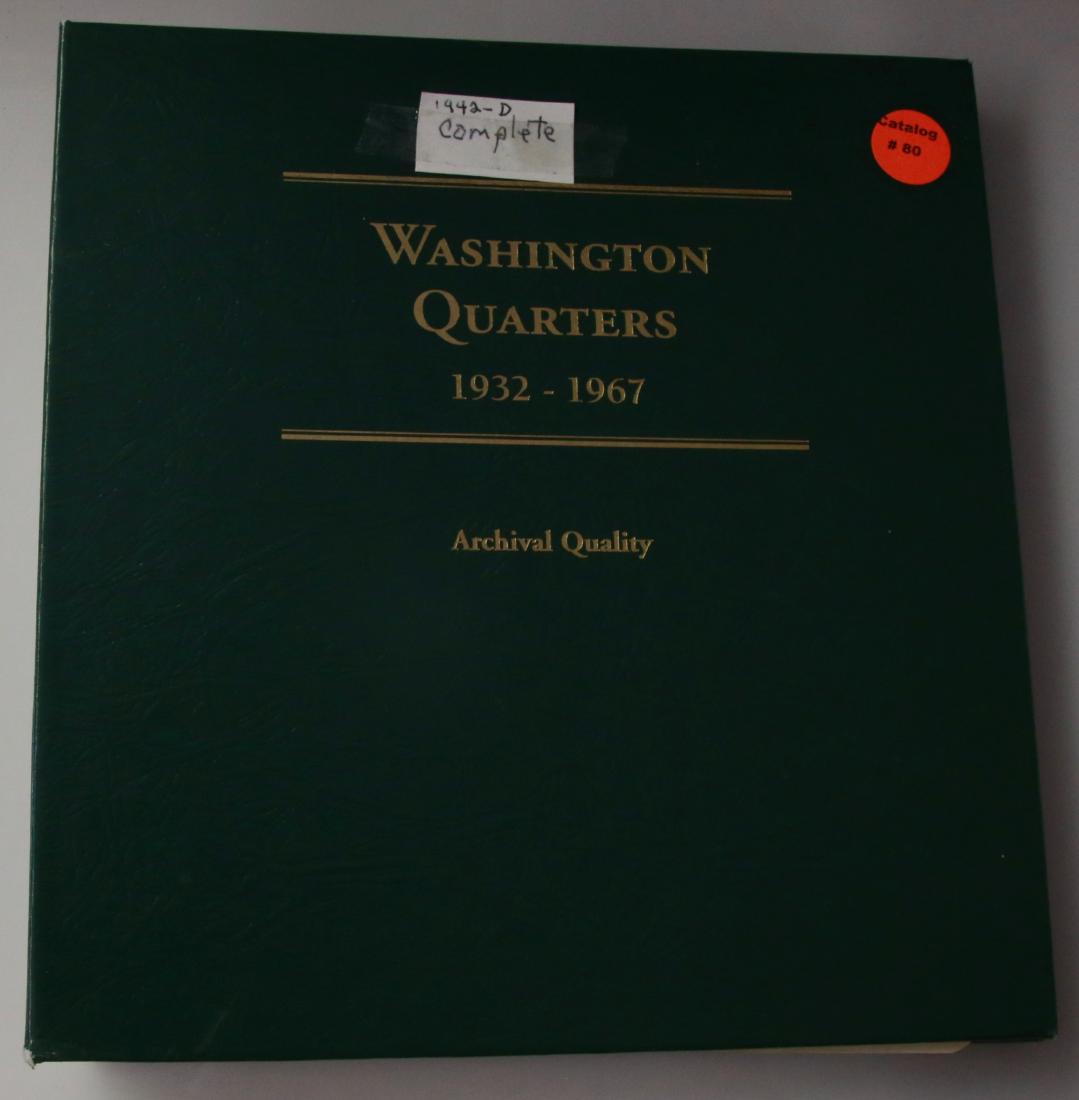 1942-D
complete
Catalog
# 80
WASHINGTON
QUARTERS
1932 - 1967
Archival Quality